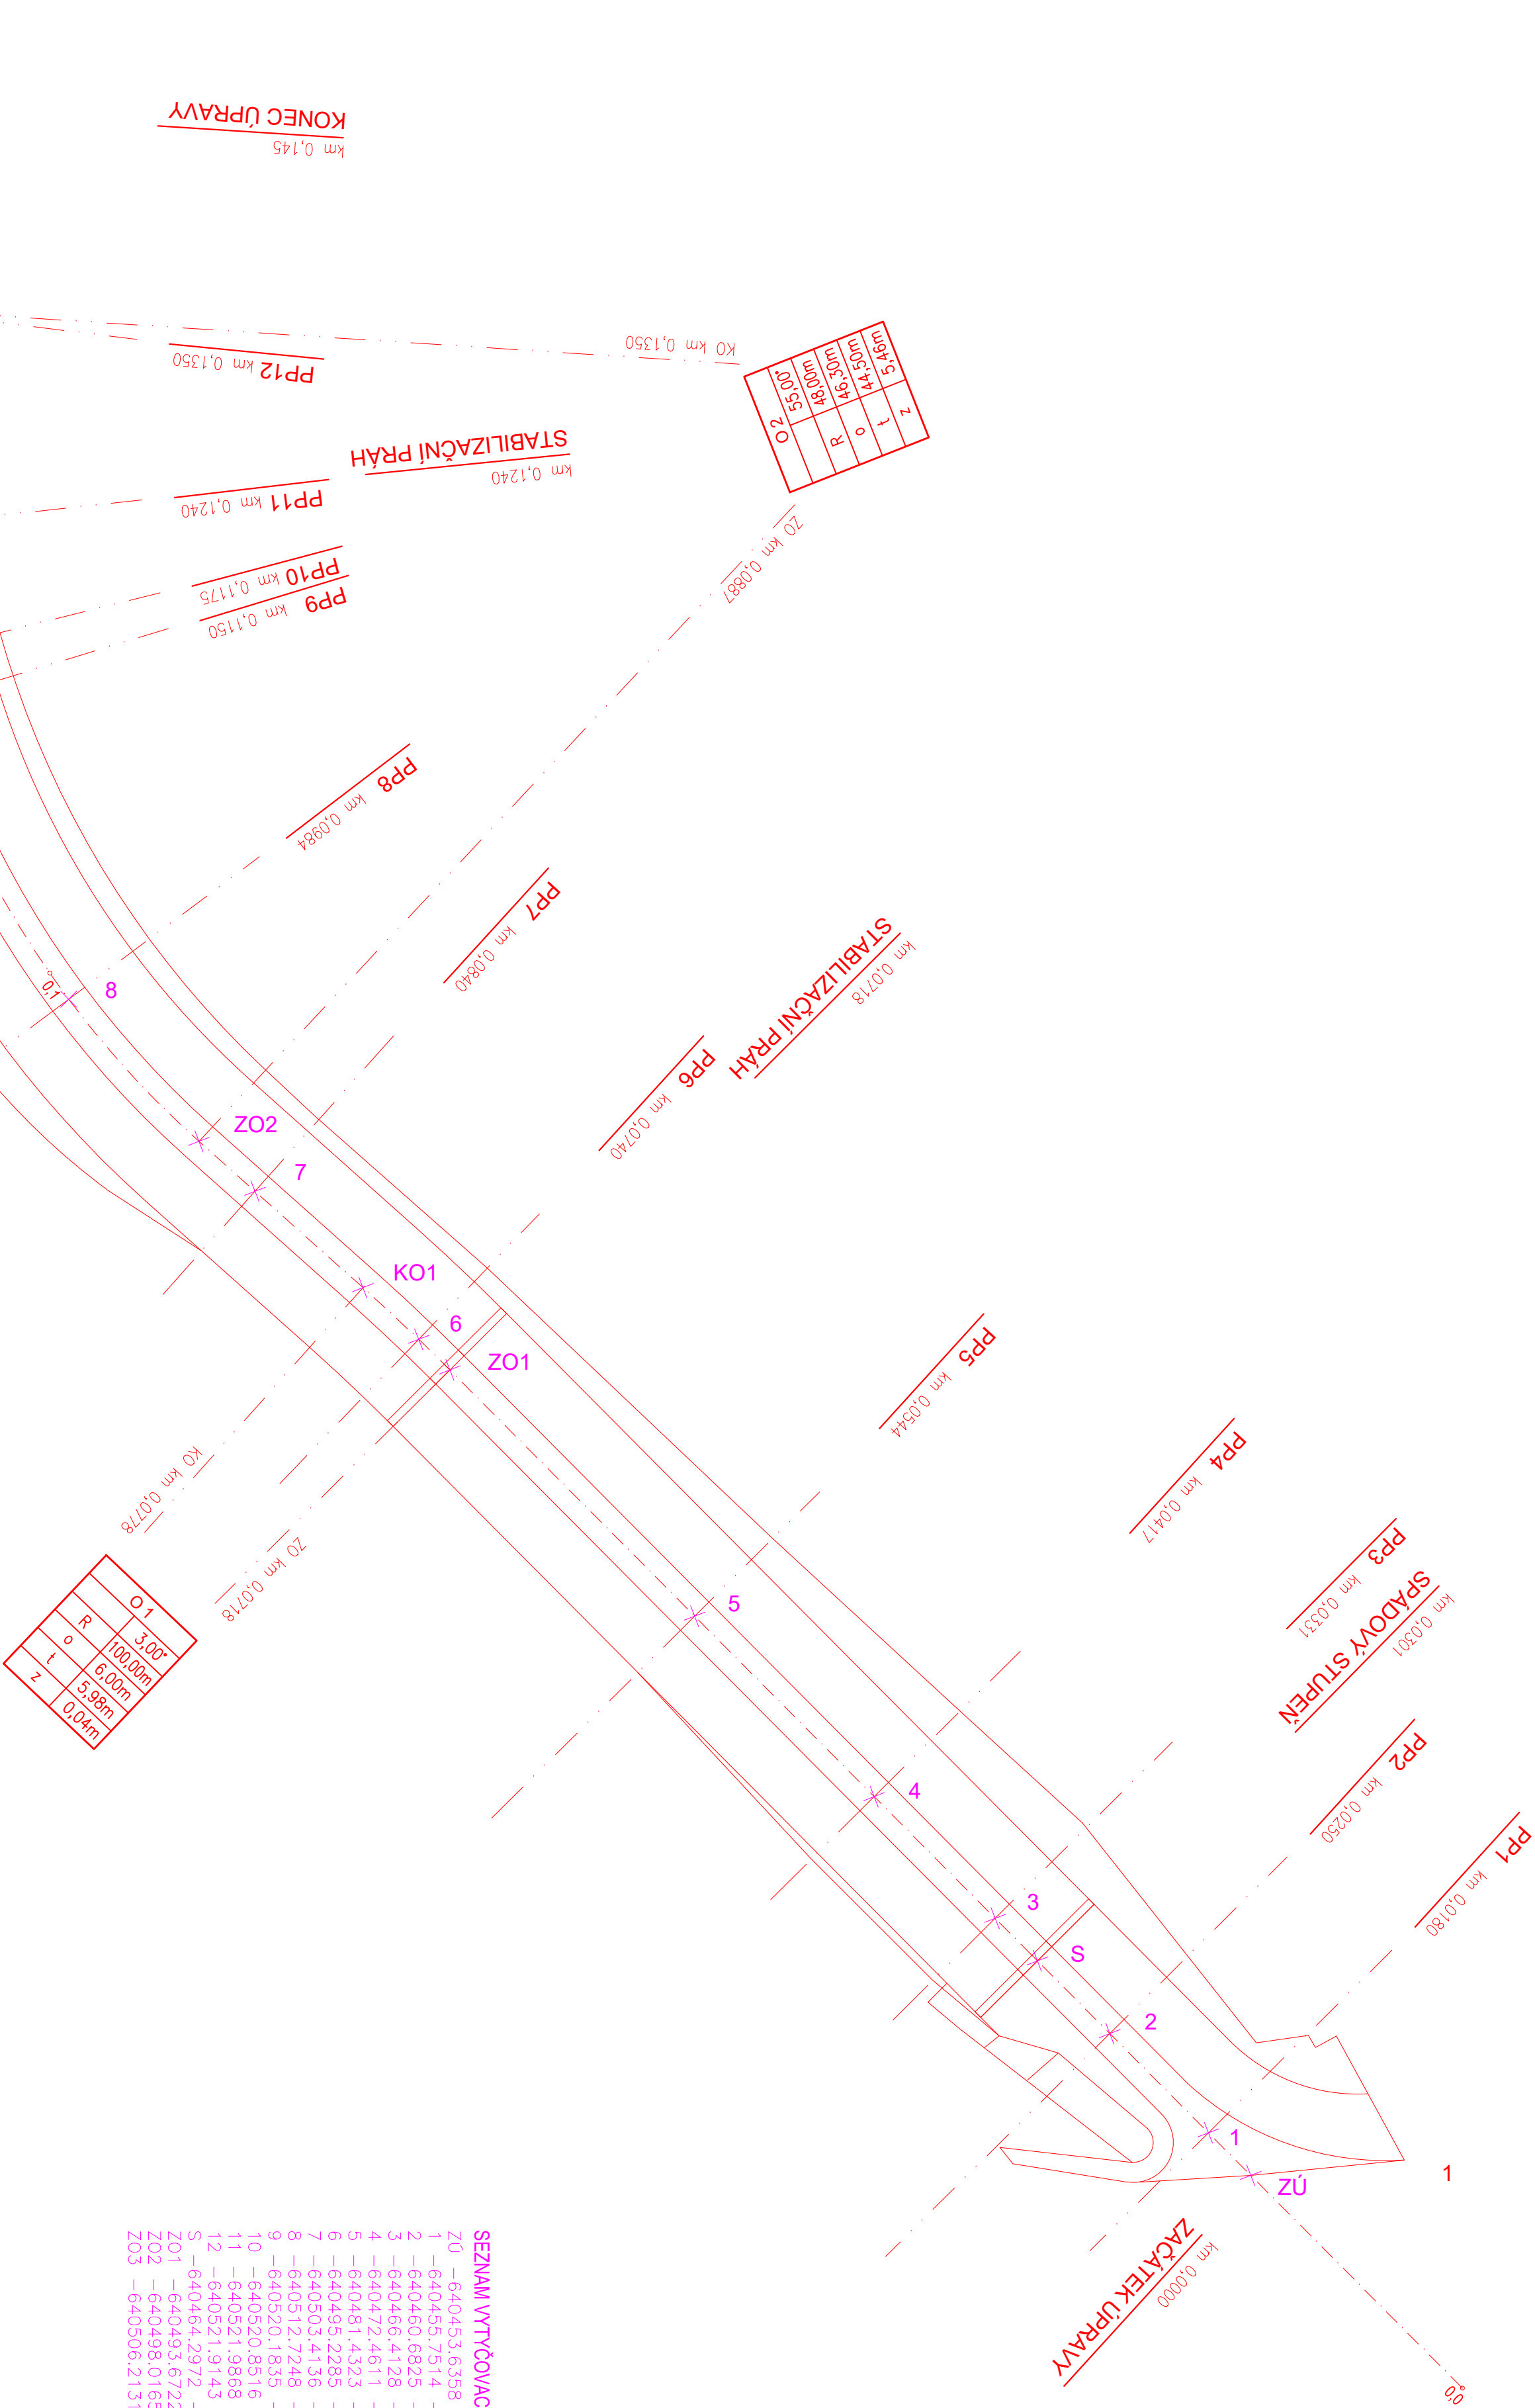 KONEC ÚPRAVY
km 0,145
KO km 0,1350
PP12 km 0,1350
O 2
55,00°
R 48,00m
o 46,30m
t 44,50m
z 5,46m
STABILIZAČNÍ PRÁH
km 0,1240
PP11 km 0,1240
ZO km 0,0887
PP10 km 0,1175
PP9 km 0,1150
PP8 km 0,0984
PP7 km 0,0840
STABILIZAČNÍ PRÁH
km 0,0718
0,1
8
PP6 km 0,0740
ZO2
7
KO1
6
ZO1
PP5 km 0,0544
PP4 km 0,0417
KO km 0,0778
ZO km 0,0718
O 1
3,00°
R 100,00m
o 6,00m
t 5,98m
z 0,04m
PP3 km 0,0331
SPÁDOVÝ STUPEŇ
km 0,0301
5
PP2 km 0,0250
4
PP1 km 0,0180
3
S
2
1
1
ZÚ
ZAČÁTEK ÚPRAVY
km 0,0000
0,0
SEZNAM VYTYČOVAC
ZÚ -640453.6358
1 -640455.7514 -
2 -640460.6825 -
3 -640466.4128 -
4 -640472.4611 -
5 -640481.4323 -
6 -640495.2285 -
7 -640503.4136 -
8 -640512.7248 -
9 -640520.1835 -
10 -640520.8516
11 -640521.9868
12 -640521.9143
S -640464.2972 -
ZO1 -640493.6722
ZO2 -640498.0165
ZO3 -640506.2131